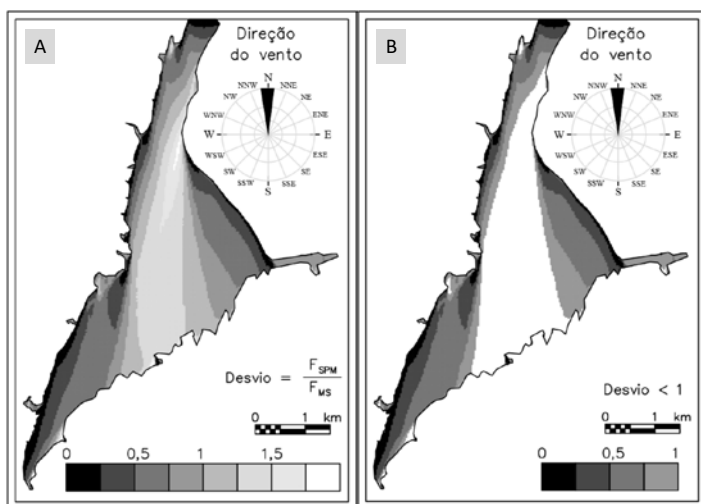 A
Direção
do vento
N
NNW
NNE
NW
NE
WNW
ENE
W
E
WSW
ESE
SW
SE
SSW
SSE
S
Desvio = F_SPM
F_MS
0 1 km
0 0,5 1 1,5
B
Direção
do vento
N
NNW
NNE
NW
NE
WNW
ENE
W
E
WSW
ESE
SW
SE
SSW
SSE
S
Desvio < 1
0 1 km
0 0,5 1